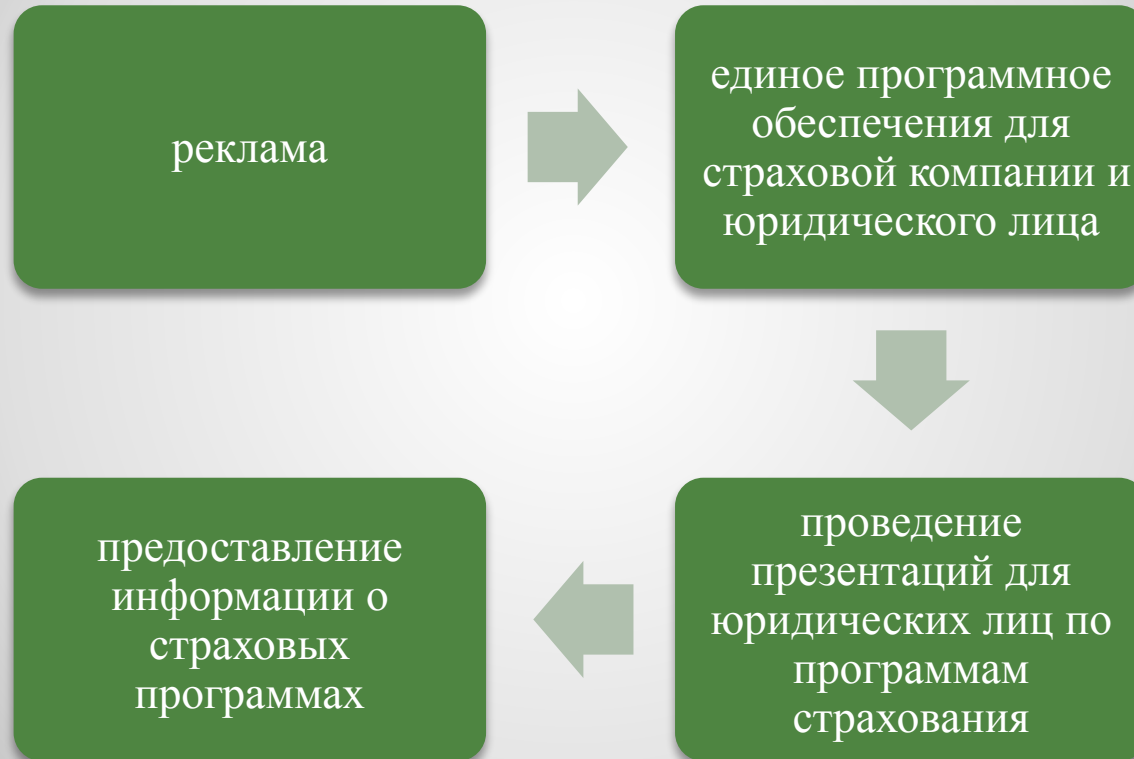 реклама
единое программное
обеспечения для
страховой компании и
юридического лица
проведение
презентаций для
юридических лиц по
программам
страхования
предоставление
информации о
страховых
программах